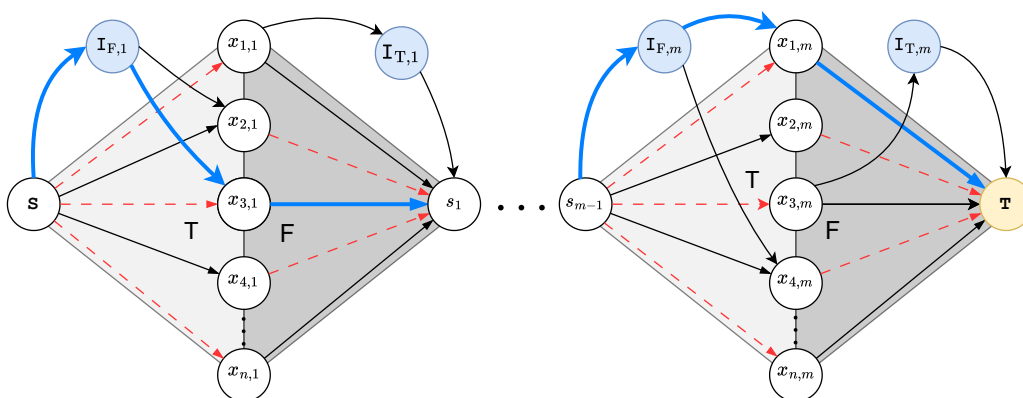 I_{F,1}
x_{1,1}
I_{T,1}
x_{2,1}
S
x_{3,1}
s_1
T
F
x_{4,1}
x_{n,1}
. . .
I_{F,m}
x_{1,m}
I_{T,m}
x_{2,m}
s_{m-1}
T
x_{3,m}
T
F
x_{4,m}
x_{n,m}